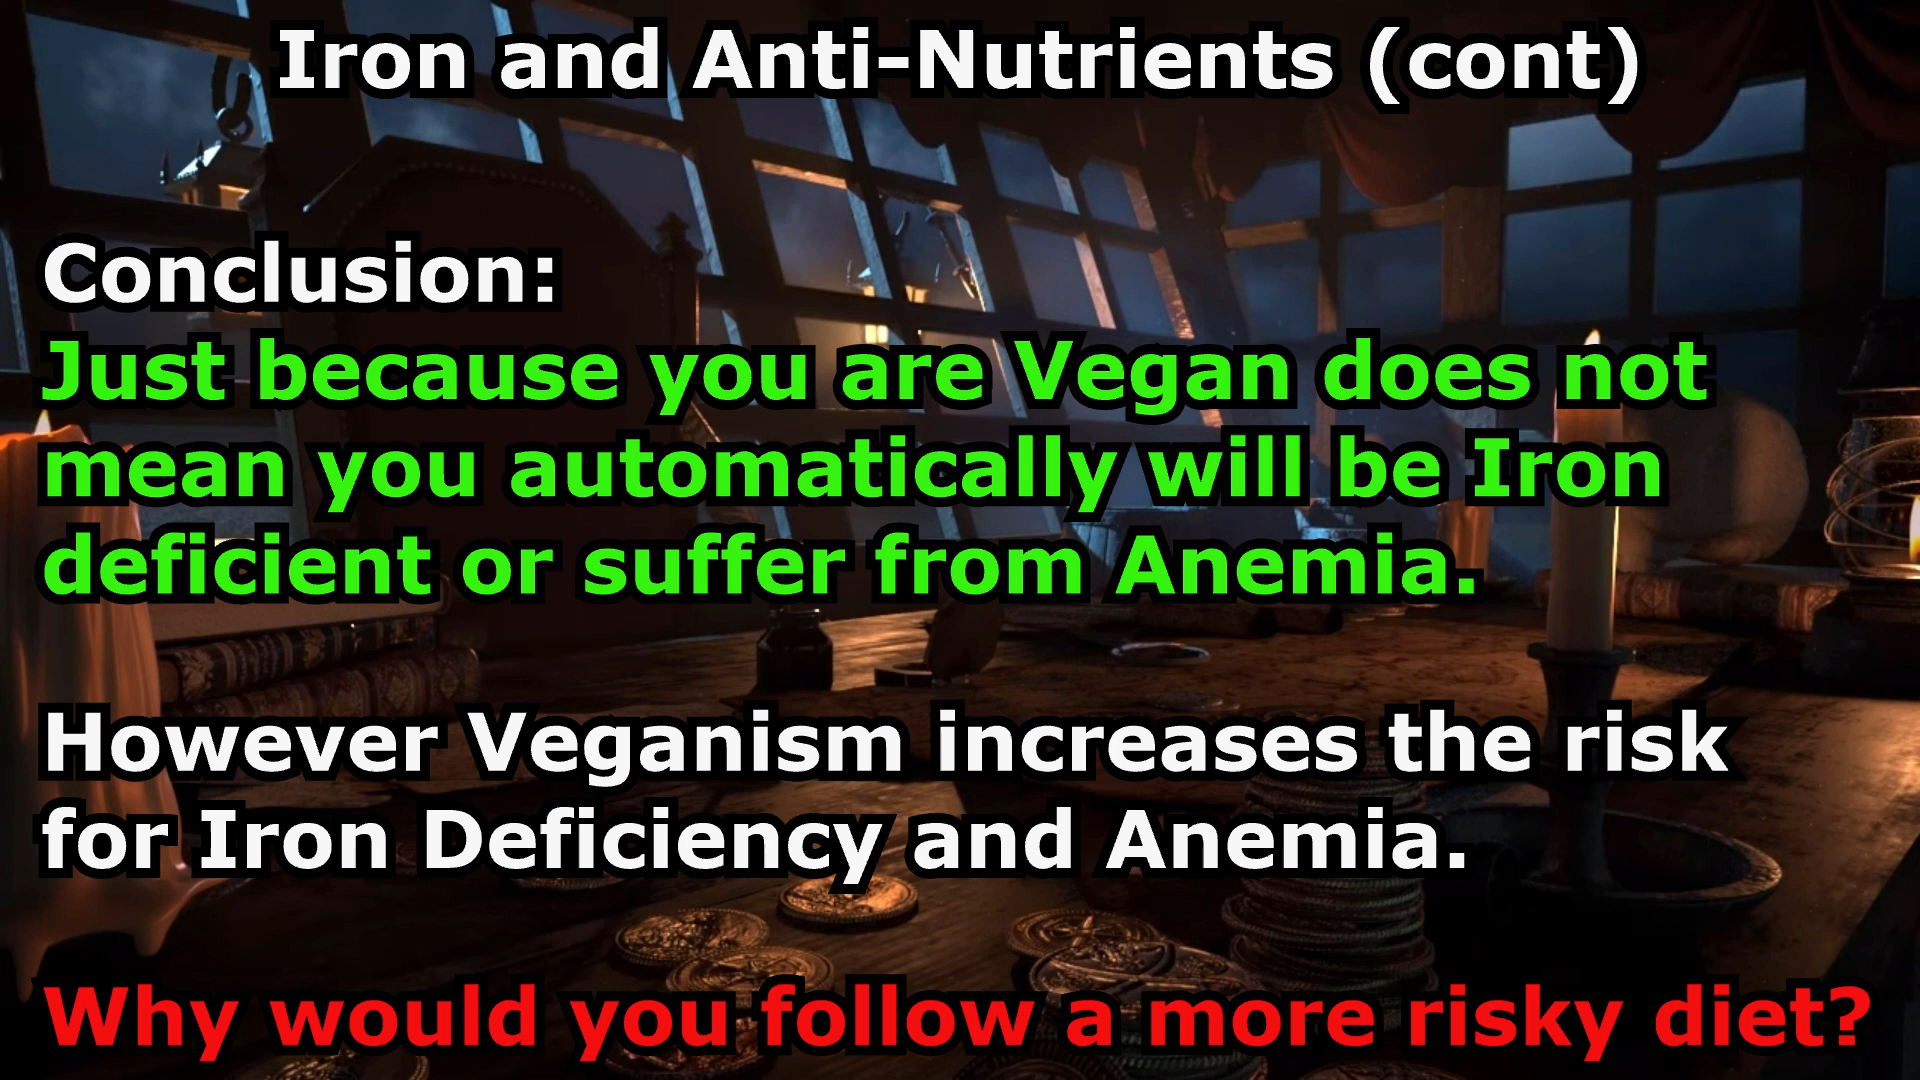 Iron and Anti-Nutrients (cont)
Conclusion:
Just because you are Vegan does not
mean you automatically will be Iron
deficient or suffer from Anemia.
However Veganism increases the risk
for Iron Deficiency and Anemia.
Why would you follow a more risky diet?